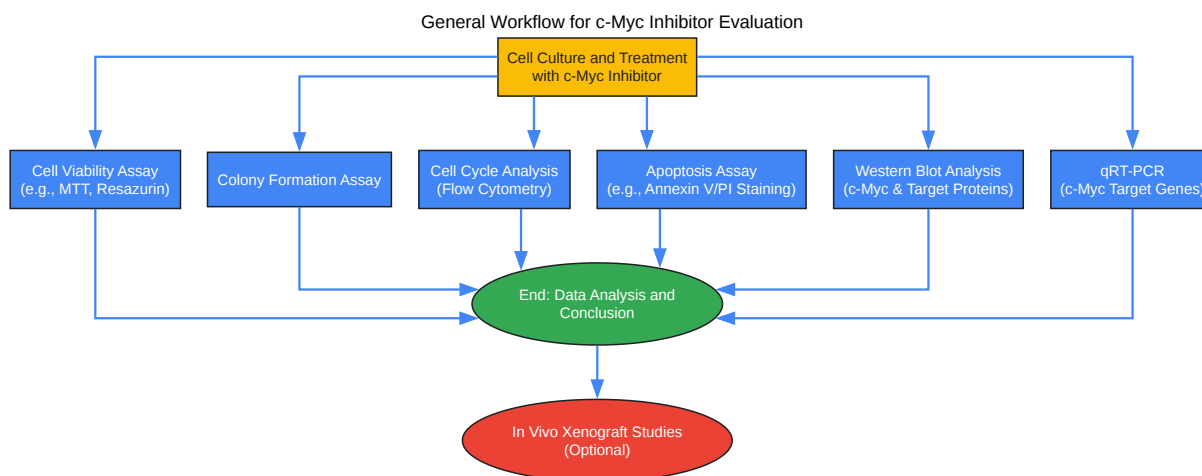 General Workflow for c-Myc Inhibitor Evaluation
Cell Culture and Treatment
with c-Myc Inhibitor
Cell Viability Assay
(e.g., MTT, Resazurin)
Colony Formation Assay
Cell Cycle Analysis
(Flow Cytometry)
Apoptosis Assay
(e.g., Annexin V/PI Staining)
Western Blot Analysis
(c-Myc & Target Proteins)
qRT-PCR
(c-Myc Target Genes)
End: Data Analysis and
Conclusion
In Vivo Xenograft Studies
(Optional)